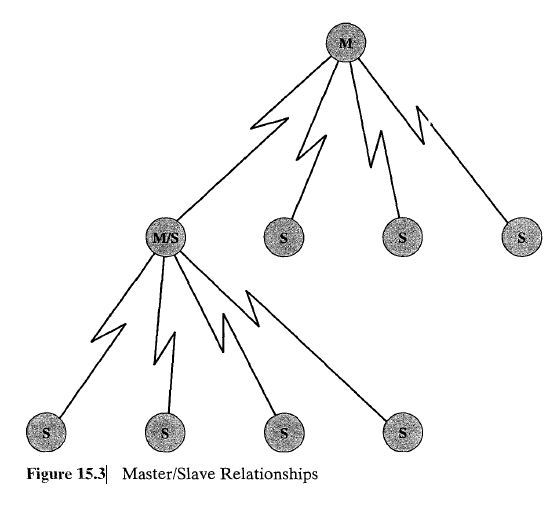 M
M/S S S S
S S S S
Figure 15.3 Master/Slave Relationships